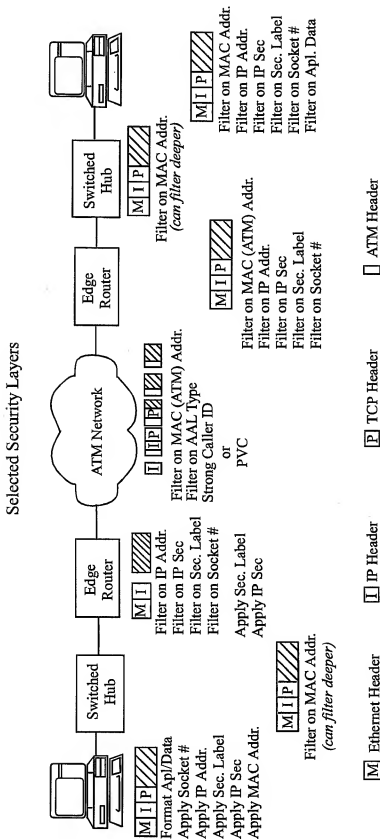 Selected Security Layers
Switched
Hub
Edge
Router
ATM Network
Edge
Router
Switched
Hub
M I P
Format Apl/Data
Apply Socket #
Apply IP Addr.
Apply Sec. Label
Apply IP Sec
Apply MAC Addr.
M I P
Filter on MAC Addr.
(can filter deeper)
M I
Filter on IP Addr.
Filter on IP Sec
Filter on Sec. Label
Filter on Socket #
Apply Sec. Label
Apply IP Sec
I I I P P
Filter on MAC (ATM) Addr.
Filter on AAL Type
Strong Caller ID
or
PVC
M I P
Filter on MAC (ATM) Addr.
Filter on IP Addr.
Filter on IP Sec
Filter on Sec. Label
Filter on Socket #
M I P
Filter on MAC Addr.
(can filter deeper)
M I P
Filter on MAC Addr.
Filter on IP Addr.
Filter on IP Sec
Filter on Sec. Label
Filter on Socket #
Filter on Apl. Data
M Ethernet Header
I IP Header
P TCP Header
ATM Header